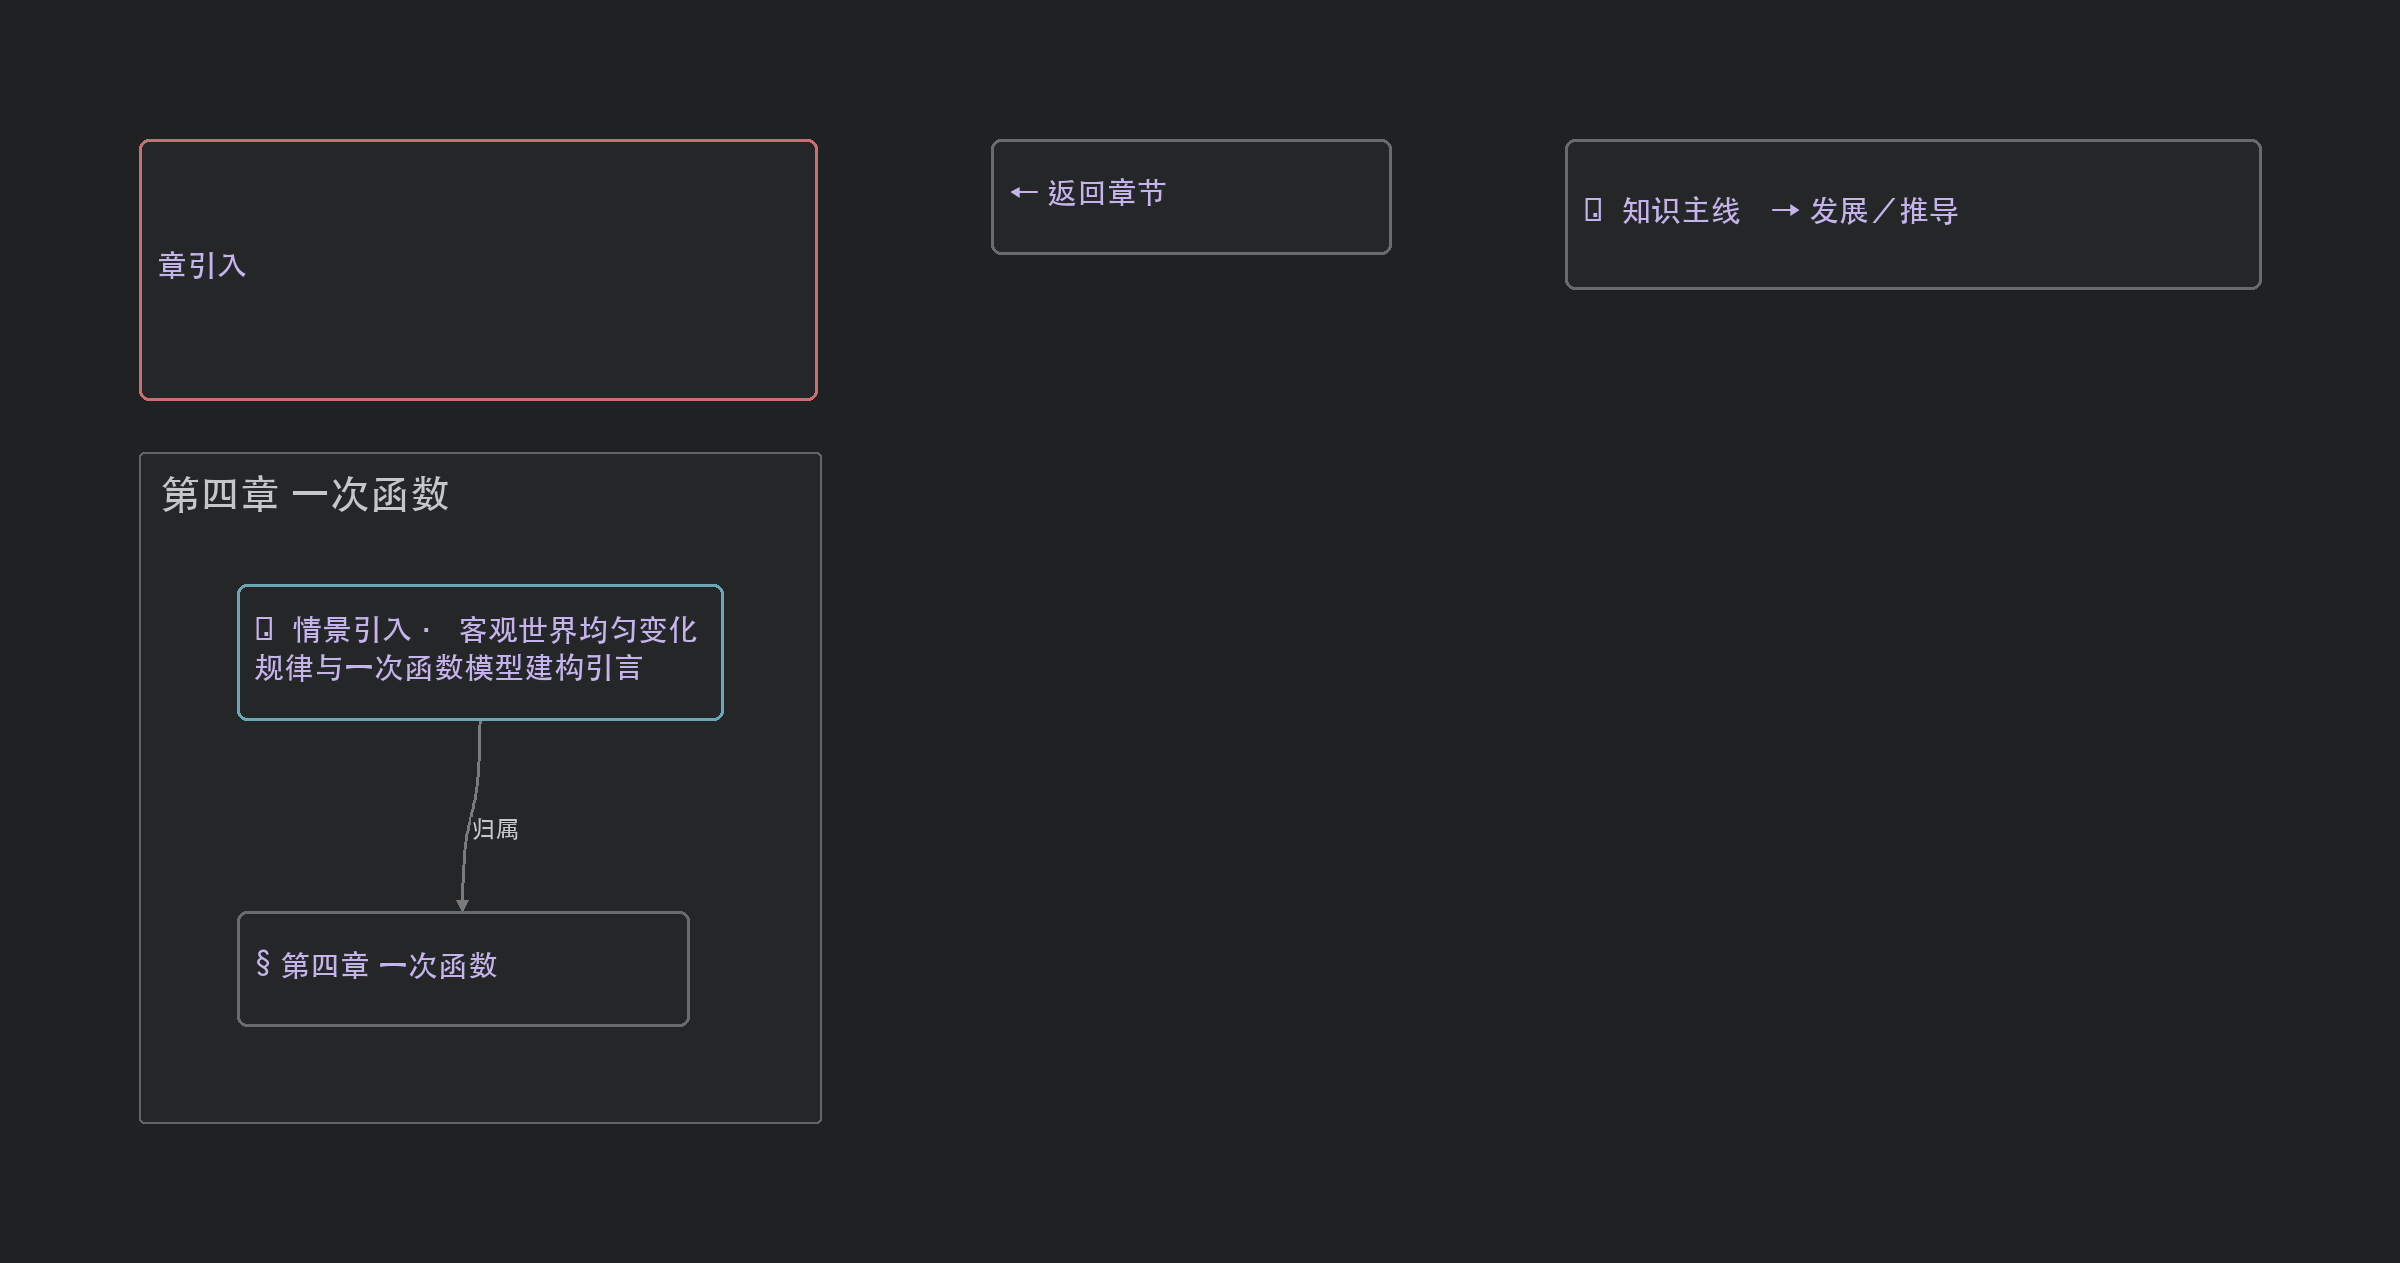 章引入
← 返回章节
知识主线 → 发展／推导
第四章 一次函数
情景引入· 客观世界均匀变化
规律与一次函数模型建构引言
归属
§ 第四章 一次函数